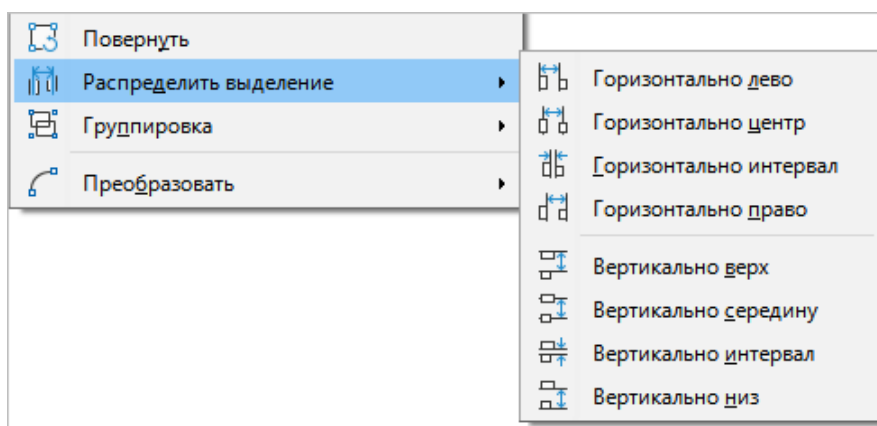 Повернуть
Распределить выделение
Группировка
Преобразовать
Горизонтально лево
Горизонтально центр
Горизонтально интервал
Горизонтально право
Вертикально верх
Вертикально середину
Вертикально интервал
Вертикально низ